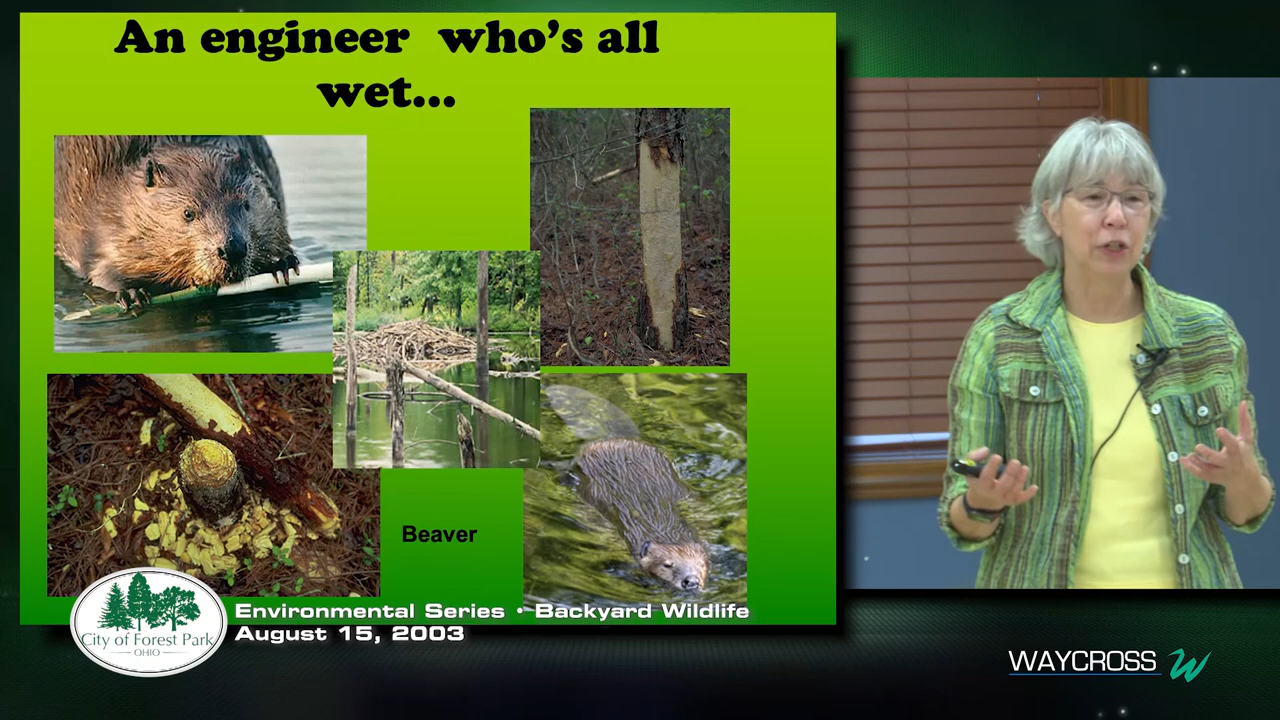 An engineer who's all
wet...
Beaver
City of Forest Park
OHIO
Environmental Series • Backyard Wildlife
August 15, 2003
WAYCROSS W